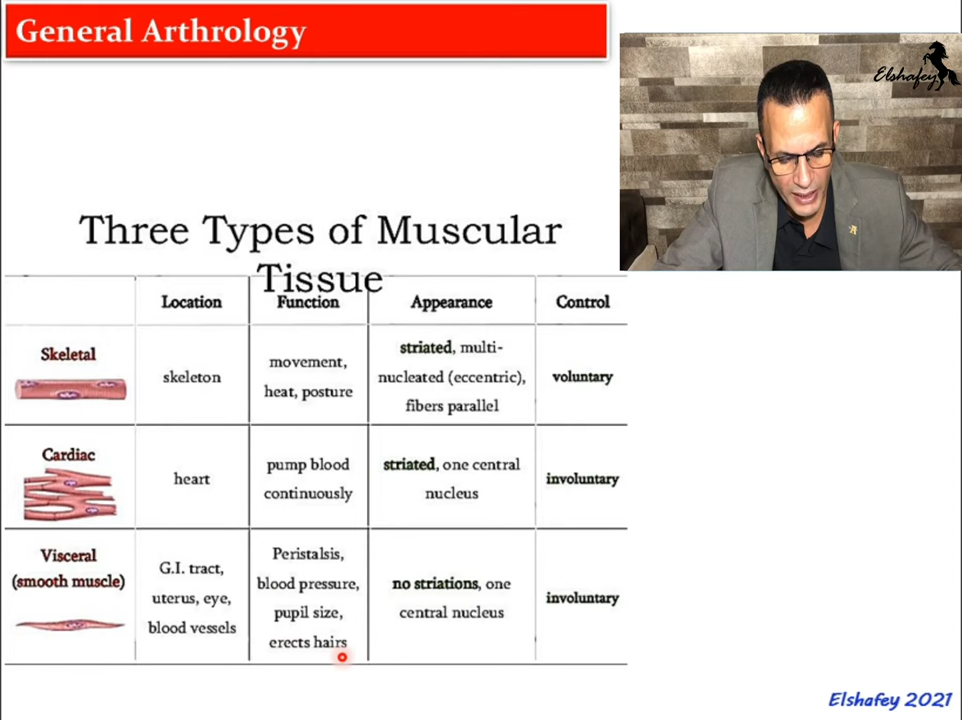 General Arthrology
Elshafey
Three Types of Muscular
Tissue
Location
Function
Appearance
Control
Skeletal
skeleton
movement,
heat, posture
striated, multi-
nucleated (eccentric),
fibers parallel
voluntary
Cardiac
heart
pump blood
continuously
striated, one central
nucleus
involuntary
Visceral
(smooth muscle)
G.I. tract,
uterus, eye,
blood vessels
Peristalsis,
blood pressure,
pupil size,
erects hairs
no striations, one
central nucleus
involuntary
Elshafey 2021